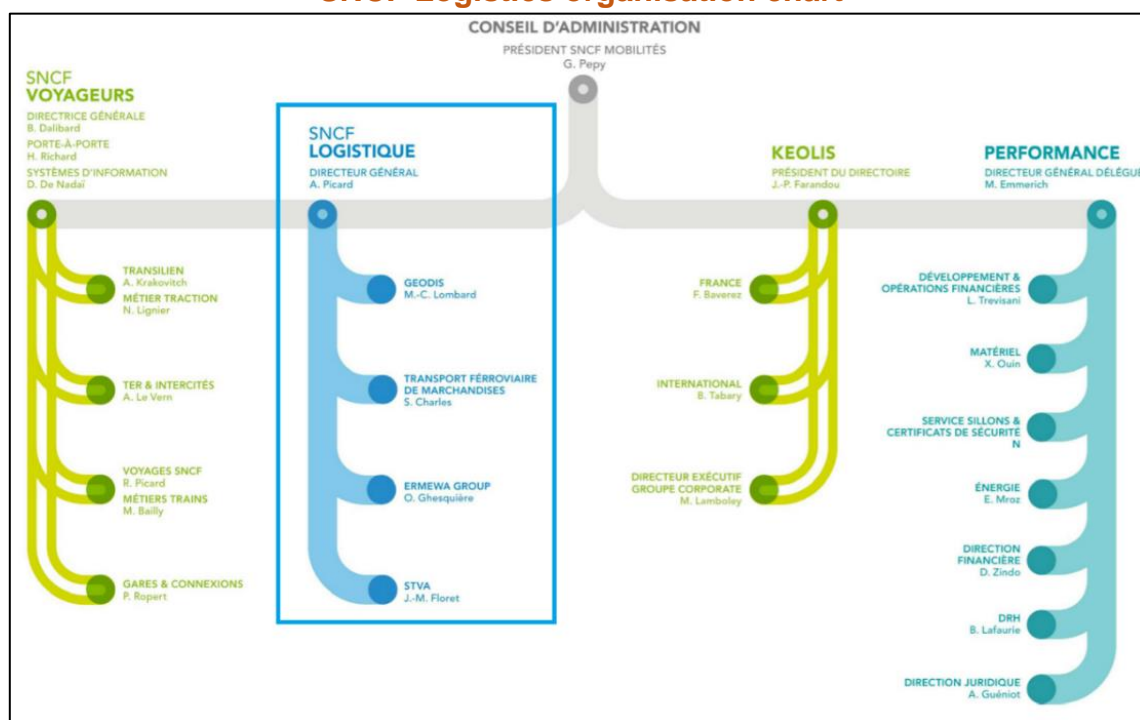 SNCF Logistics organisation chart
CONSEIL D'ADMINISTRATION
PRÉSIDENT SNCF MOBILITÉS
G. Pepy
SNCF
VOYAGEURS
DIRECTRICE GÉNÉRALE
B. Dalibard
PORTE-À-PORTE
H. Richard
SYSTÈMES D'INFORMATION
D. De Nadaï
TRANSILIEN
A. Krakovitch
MÉTIER TRACTION
N. Lignier
TER & INTERCITÉS
A. Le Vern
VOYAGES SNCF
R. Picard
MÉTIERS TRAINS
M. Bailly
GARES & CONNEXIONS
P. Ropert
SNCF
LOGISTIQUE
DIRECTEUR GÉNÉRAL
A. Picard
GEODIS
M.-C. Lombard
TRANSPORT FÉRROVIAIRE
DE MARCHANDISES
S. Charles
ERMEWA GROUP
O. Ghesquière
STVA
J.-M. Floret
KEOLIS
PRÉSIDENT DU DIRECTOIRE
J.-P. Farandou
FRANCE
F. Baverez
INTERNATIONAL
B. Tabary
DIRECTEUR EXÉCUTIF
GROUPE CORPORATE
M. Lamboley
PERFORMANCE
DIRECTEUR GÉNÉRAL DÉLÉGUÉ
M. Emmerich
DÉVELOPPEMENT &
OPÉRATIONS FINANCIÈRES
L. Trevisani
MATÉRIEL
X. Ouin
SERVICE SILLONS &
CERTIFICATS DE SÉCURITÉ
N
ÉNERGIE
E. Mroz
DIRECTION
FINANCIÈRE
D. Zindo
DRH
B. Lafaurie
DIRECTION JURIDIQUE
A. Guéniot